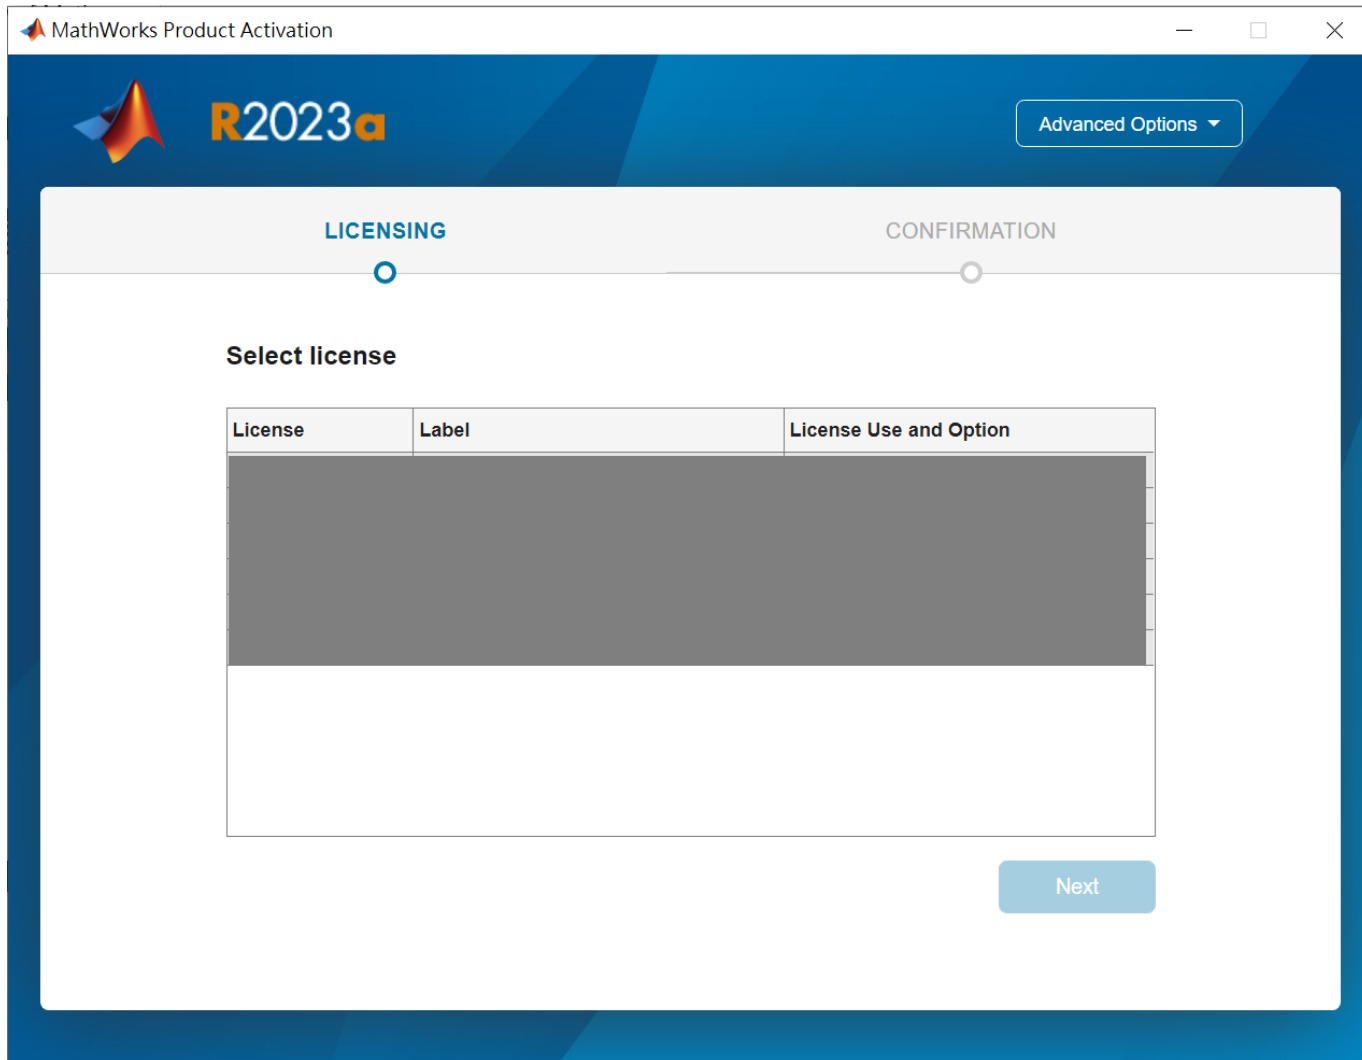 MathWorks Product Activation
R2023a
Advanced Options
LICENSING
CONFIRMATION
Select license
License Label License Use and Option
Next